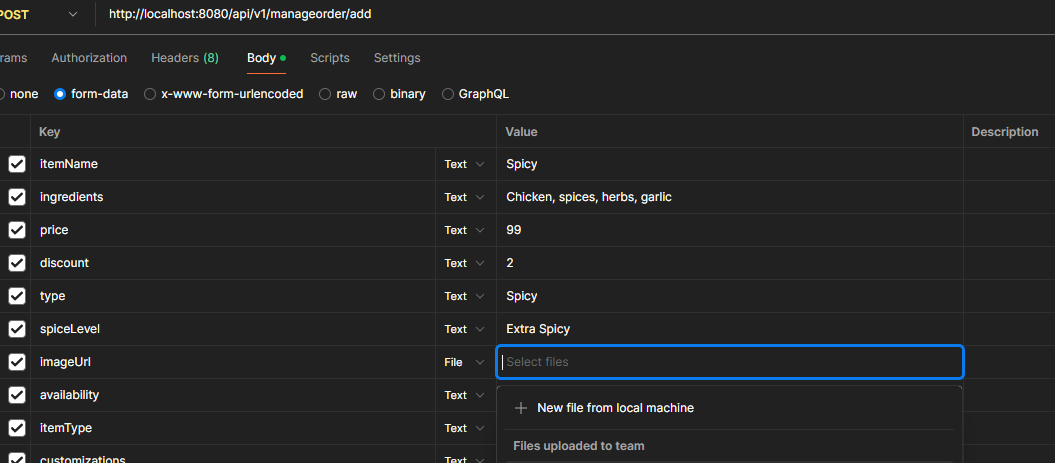 POST http://localhost:8080/api/v1/manageorder/add
rams Authorization Headers (8) Body Scripts Settings
none form-data x-www-form-urlencoded raw binary GraphQL
Key Value Description
itemName Text Spicy
ingredients Text Chicken, spices, herbs, garlic
price Text 99
discount Text 2
type Text Spicy
spiceLevel Text Extra Spicy
imageUrl File Select files
availability Text
New file from local machine
itemType Text
Files uploaded to team
customizations Text